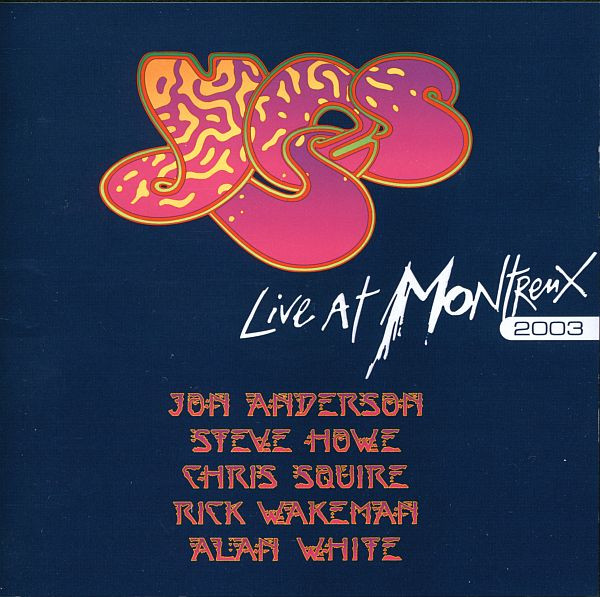 yes
Live At Montreux
2003
JON ANDERSON
STEVE HOWE
CHRIS SQUIRE
RICK WAKEMAN
ALAN WHITE